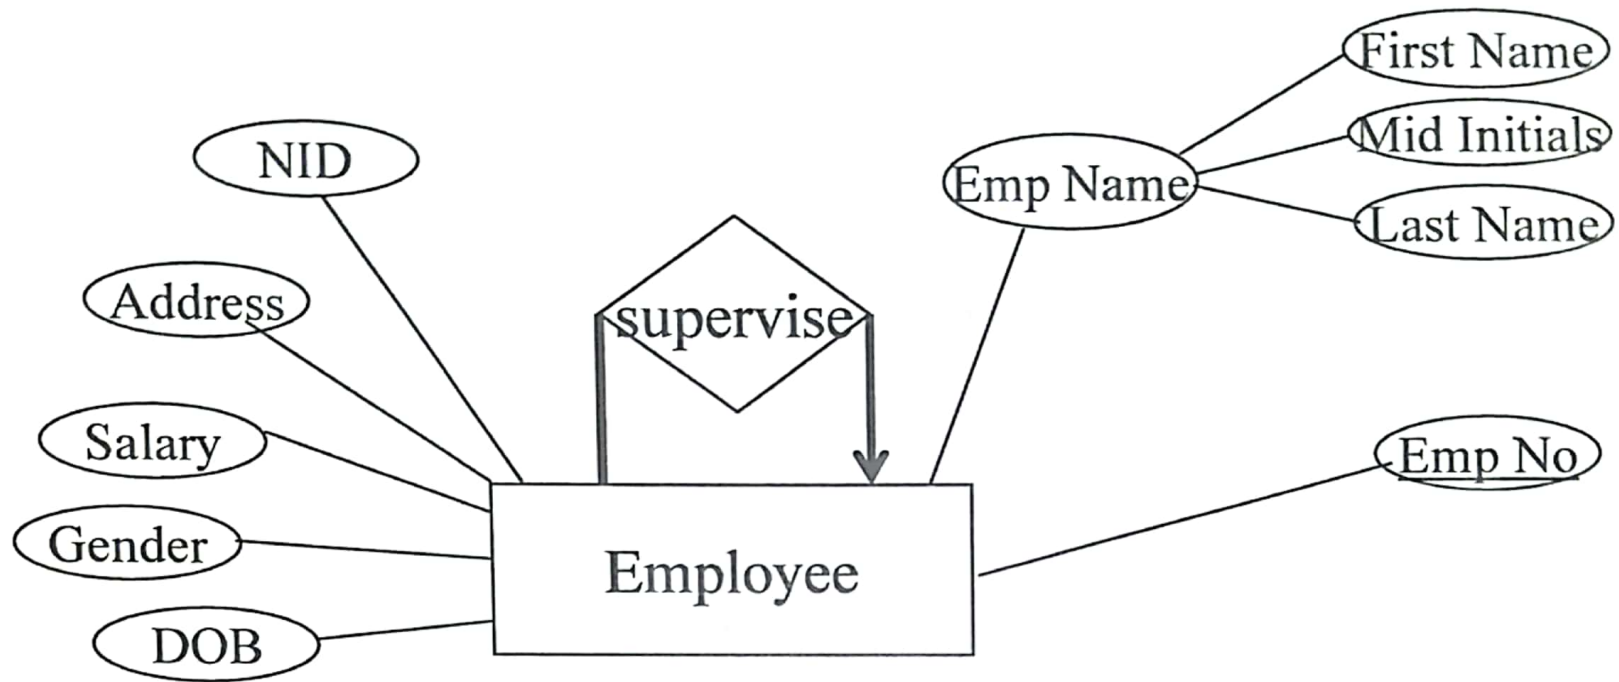 First Name
Mid Initials
NID
Emp Name
Last Name
Address
supervise
Salary
Emp No
Gender
Employee
DOB